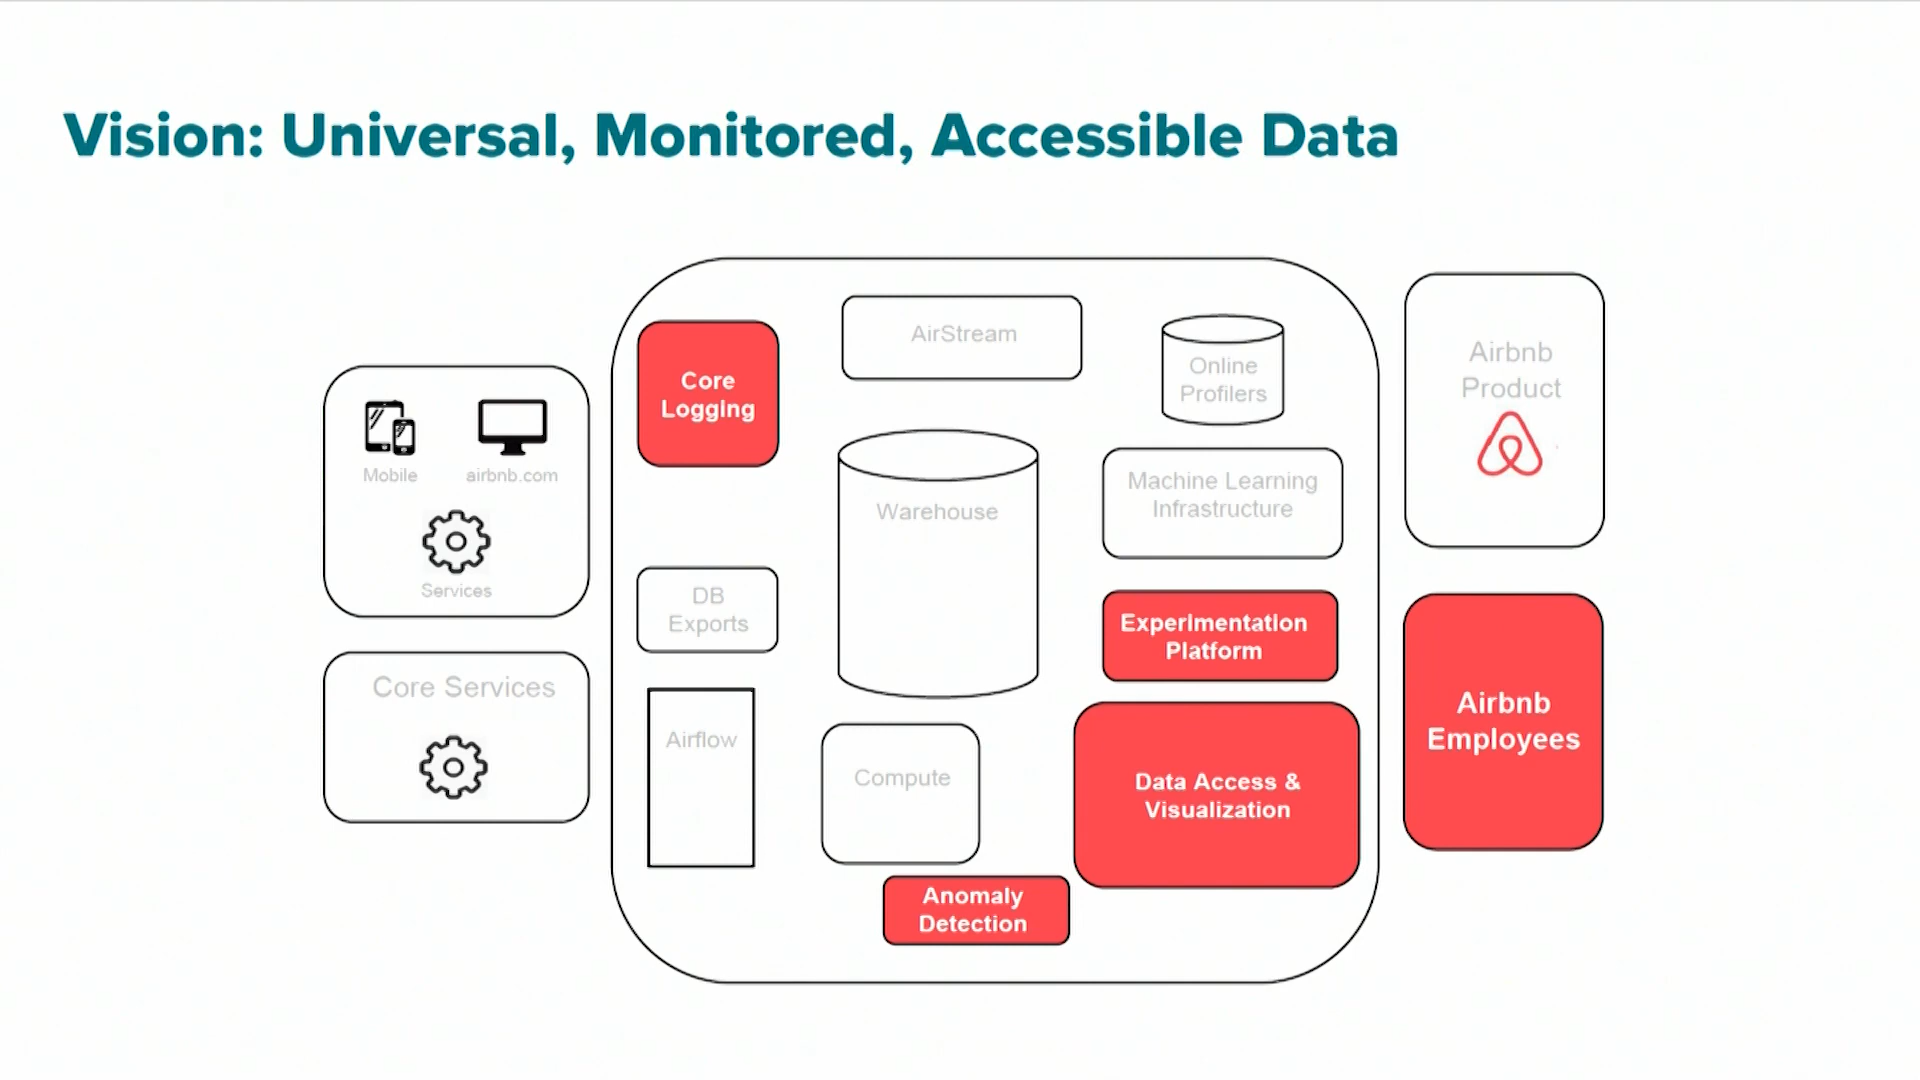 Vision: Universal, Monitored, Accessible Data
Mobile
airbnb.com
Services
Core Services
Core
Logging
DB
Exports
Airflow
AirStream
Warehouse
Compute
Anomaly
Detection
Online
Profilers
Machine Learning
Infrastructure
Experimentation
Platform
Data Access &
Visualization
Airbnb
Product
Airbnb
Employees